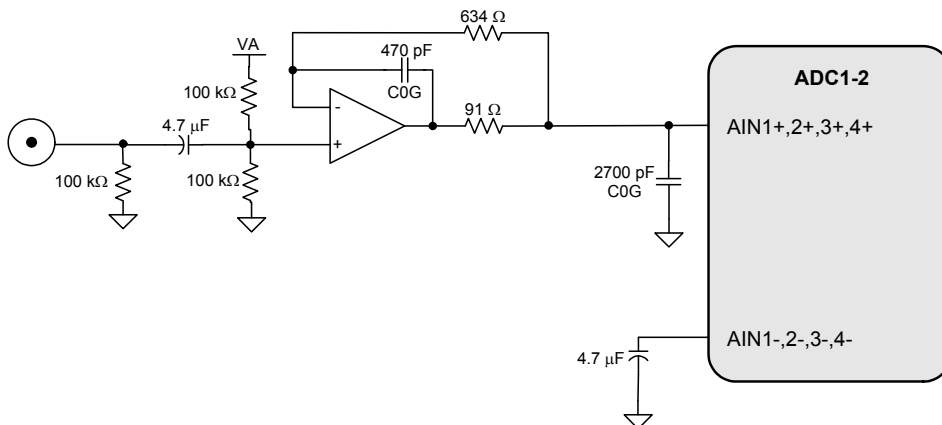 634 Ω
VA
470 pF
C0G
ADC1-2
100 kΩ
-
91 Ω
AIN1+,2+,3+,4+
4.7 μF
+
100 kΩ
100 kΩ
2700 pF
C0G
AIN1-,2-,3-,4-
4.7 μF